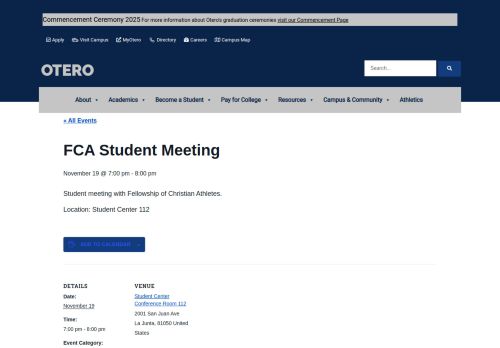 Commencement Ceremony 2025 For more information about Otero's graduation ceremonies visit our Commencement Page
Apply Visit Campus MyOtero Directory Careers Campus Map
OTERO
Search...
About Academics Become a Student Pay for College Resources Campus & Community Athletics
« All Events
FCA Student Meeting
November 19 @ 7:00 pm - 8:00 pm
Student meeting with Fellowship of Christian Athletes.
Location: Student Center 112
ADD TO CALENDAR
DETAILS
Date:
November 19
Time:
7:00 pm - 8:00 pm
Event Category:
VENUE
Student Center
Conference Room 112
2001 San Juan Ave
La Junta, 81050 United
States